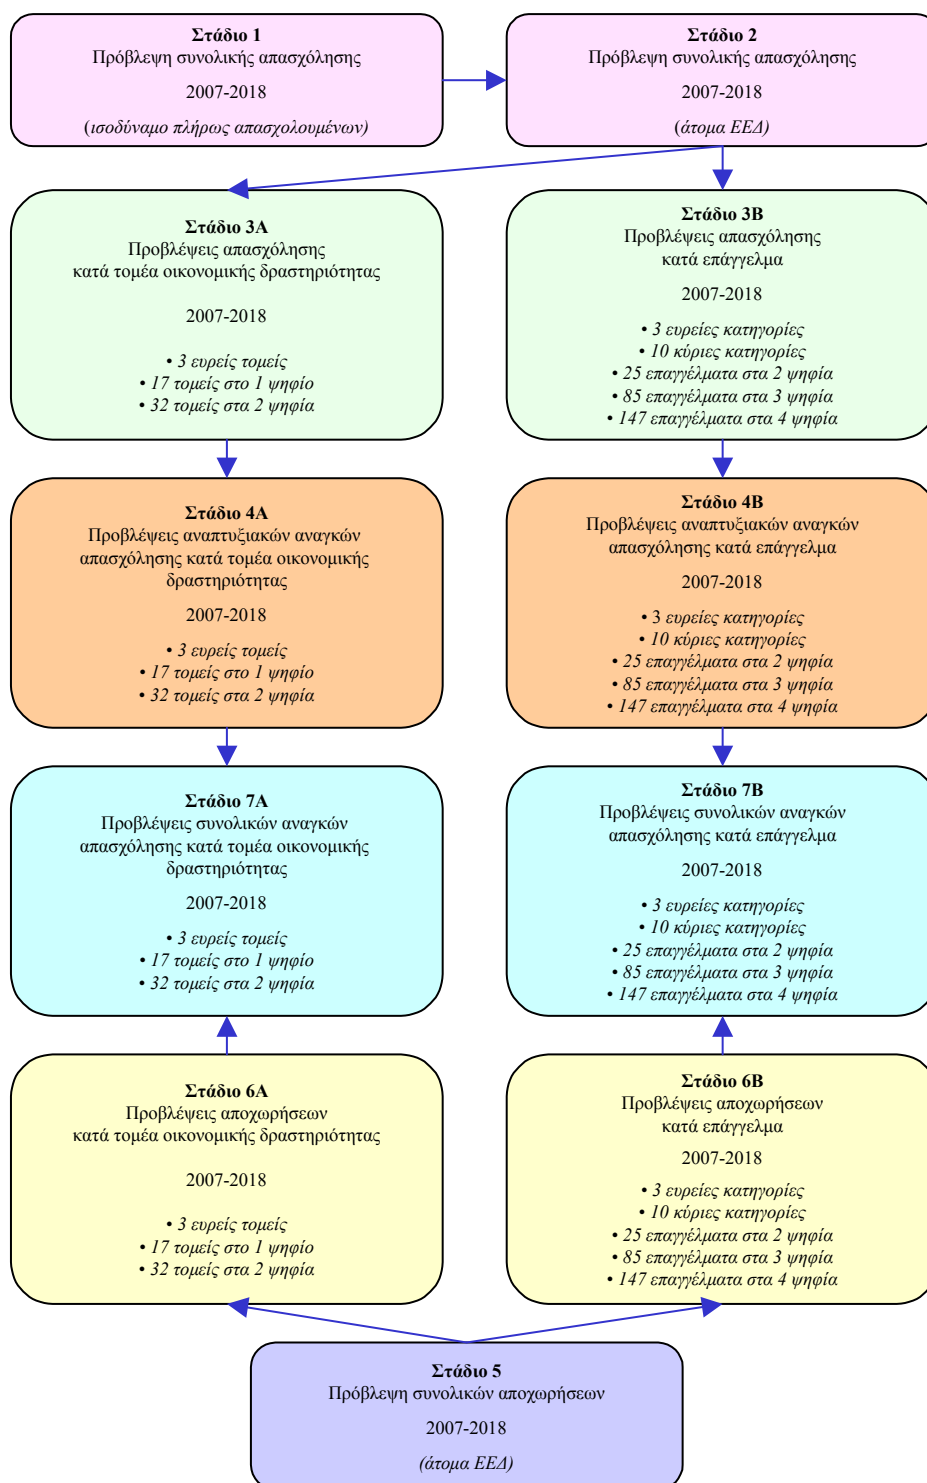 Στάδιο 1
Πρόβλεψη συνολικής απασχόλησης
2007-2018
(ισοδύναμο πλήρως απασχολουμένων)
Στάδιο 2
Πρόβλεψη συνολικής απασχόλησης
2007-2018
(άτομα ΕΕΔ)
Στάδιο 3Α
Προβλέψεις απασχόλησης
κατά τομέα οικονομικής δραστηριότητας
2007-2018
• 3 ευρείς τομείς
• 17 τομείς στο 1 ψηφίο
• 32 τομείς στα 2 ψηφία
Στάδιο 3Β
Προβλέψεις απασχόλησης
κατά επάγγελμα
2007-2018
• 3 ευρείες κατηγορίες
• 10 κύριες κατηγορίες
• 25 επαγγέλματα στα 2 ψηφία
• 85 επαγγέλματα στα 3 ψηφία
• 147 επαγγέλματα στα 4 ψηφία
Στάδιο 4Α
Προβλέψεις αναπτυξιακών αναγκών
απασχόλησης κατά τομέα οικονομικής
δραστηριότητας
2007-2018
• 3 ευρείς τομείς
• 17 τομείς στο 1 ψηφίο
• 32 τομείς στα 2 ψηφία
Στάδιο 4Β
Προβλέψεις αναπτυξιακών αναγκών
απασχόλησης κατά επάγγελμα
2007-2018
• 3 ευρείες κατηγορίες
• 10 κύριες κατηγορίες
• 25 επαγγέλματα στα 2 ψηφία
• 85 επαγγέλματα στα 3 ψηφία
• 147 επαγγέλματα στα 4 ψηφία
Στάδιο 7Α
Προβλέψεις συνολικών αναγκών
απασχόλησης κατά τομέα οικονομικής
δραστηριότητας
2007-2018
• 3 ευρείς τομείς
• 17 τομείς στο 1 ψηφίο
• 32 τομείς στα 2 ψηφία
Στάδιο 7Β
Προβλέψεις συνολικών αναγκών
απασχόλησης κατά επάγγελμα
2007-2018
• 3 ευρείες κατηγορίες
• 10 κύριες κατηγορίες
• 25 επαγγέλματα στα 2 ψηφία
• 85 επαγγέλματα στα 3 ψηφία
• 147 επαγγέλματα στα 4 ψηφία
Στάδιο 6Α
Προβλέψεις αποχωρήσεων
κατά τομέα οικονομικής δραστηριότητας
2007-2018
• 3 ευρείς τομείς
• 17 τομείς στο 1 ψηφίο
• 32 τομείς στα 2 ψηφία
Στάδιο 6Β
Προβλέψεις αποχωρήσεων
κατά επάγγελμα
2007-2018
• 3 ευρείες κατηγορίες
• 10 κύριες κατηγορίες
• 25 επαγγέλματα στα 2 ψηφία
• 85 επαγγέλματα στα 3 ψηφία
• 147 επαγγέλματα στα 4 ψηφία
Στάδιο 5
Πρόβλεψη συνολικών αποχωρήσεων
2007-2018
(άτομα ΕΕΔ)